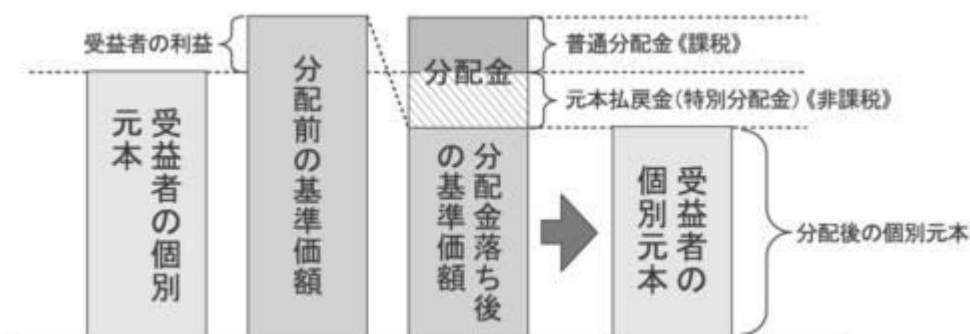 受益者の利益
受益者の個別
元本
分配前の基準価額
分配金
普通分配金《課税》
元本払戻金(特別分配金)《非課税》
分配金落ち後
の基準価額
受益者の
個別元本
分配後の個別元本